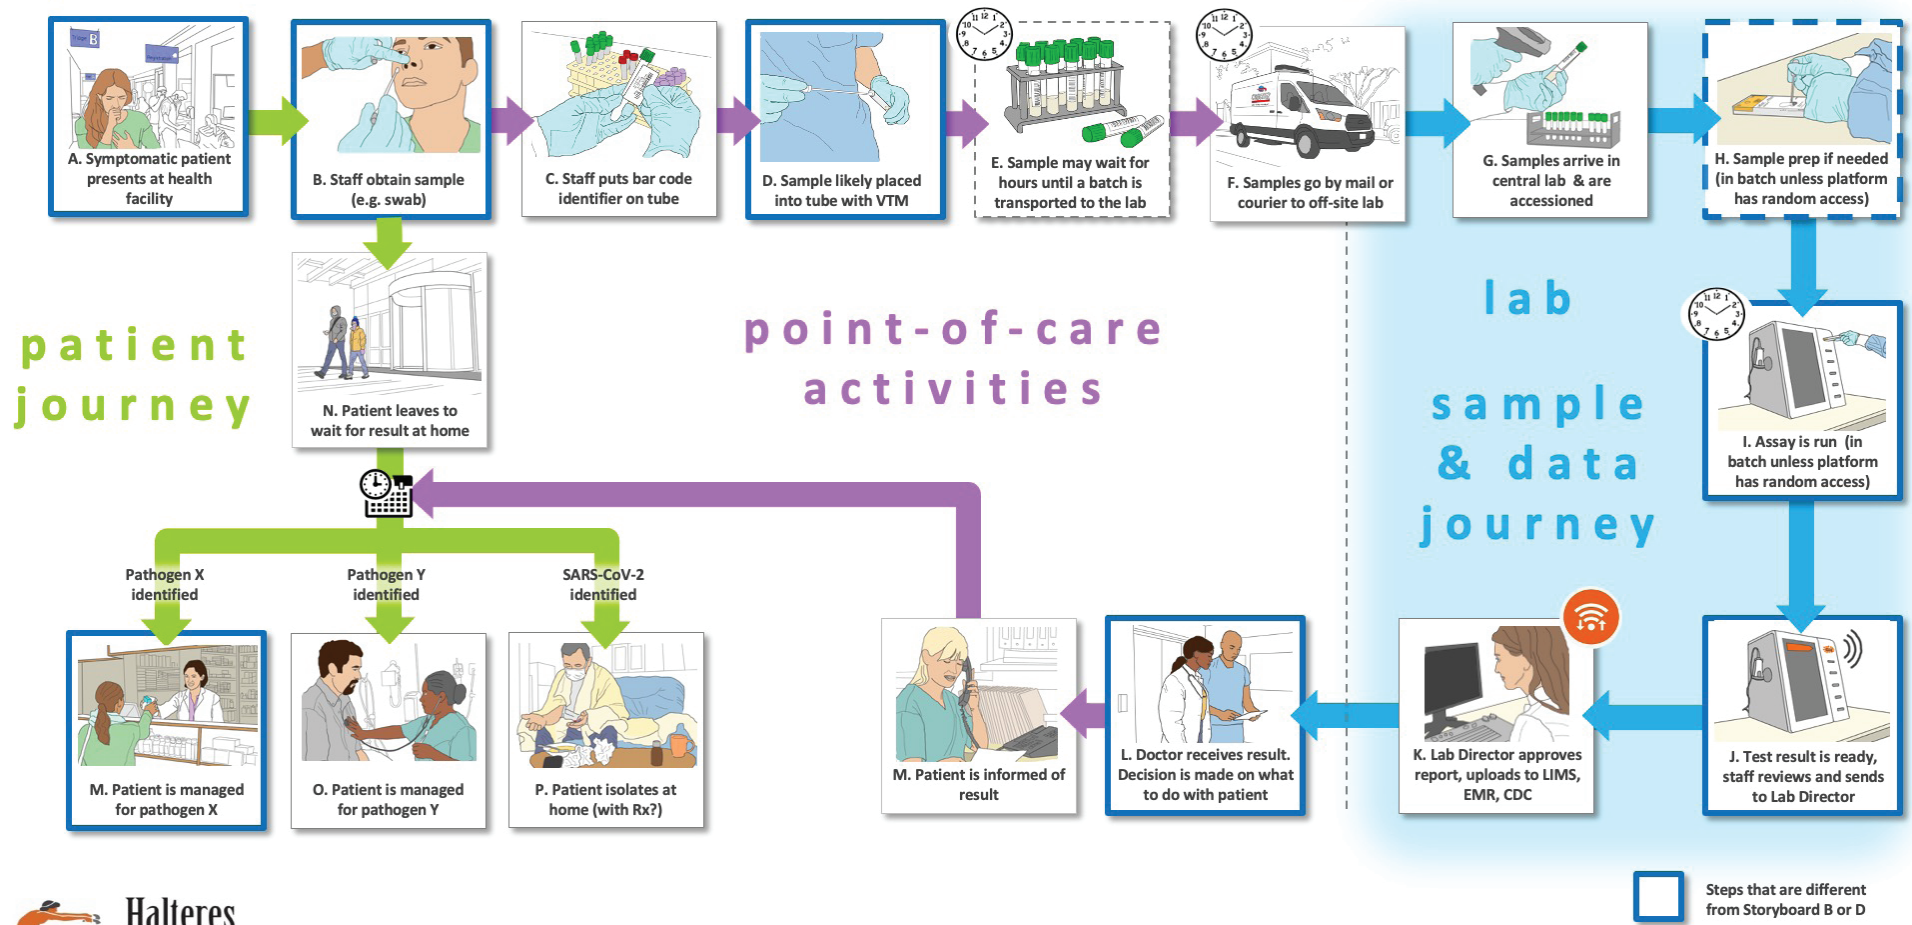 A. Symptomatic patient
presents at health
facility
B. Staff obtain sample
(e.g. swab)
C. Staff puts bar code
identifier on tube
D. Sample likely placed
into tube with VTM
E. Sample may wait for
hours until a batch is
transported to the lab
F. Samples go by mail or
courier to off-site lab
G. Samples arrive in
central lab & are
accessioned
H. Sample prep if needed
(in batch unless platform
has random access)
patient
journey
N. Patient leaves to
wait for result at home
point-of-care
activities
lab
sample
& data
journey
I. Assay is run (in
batch unless platform
has random access)
Pathogen X
identified
Pathogen Y
identified
SARS-CoV-2
identified
M. Patient is managed
for pathogen X
O. Patient is managed
for pathogen Y
P. Patient isolates at
home (with Rx?)
M. Patient is informed of
result
L. Doctor receives result.
Decision is made on what
to do with patient
K. Lab Director approves
report, uploads to LIMS,
EMR, CDC
J. Test result is ready,
staff reviews and sends
to Lab Director
Halteres
Steps that are different
from Storyboard B or D